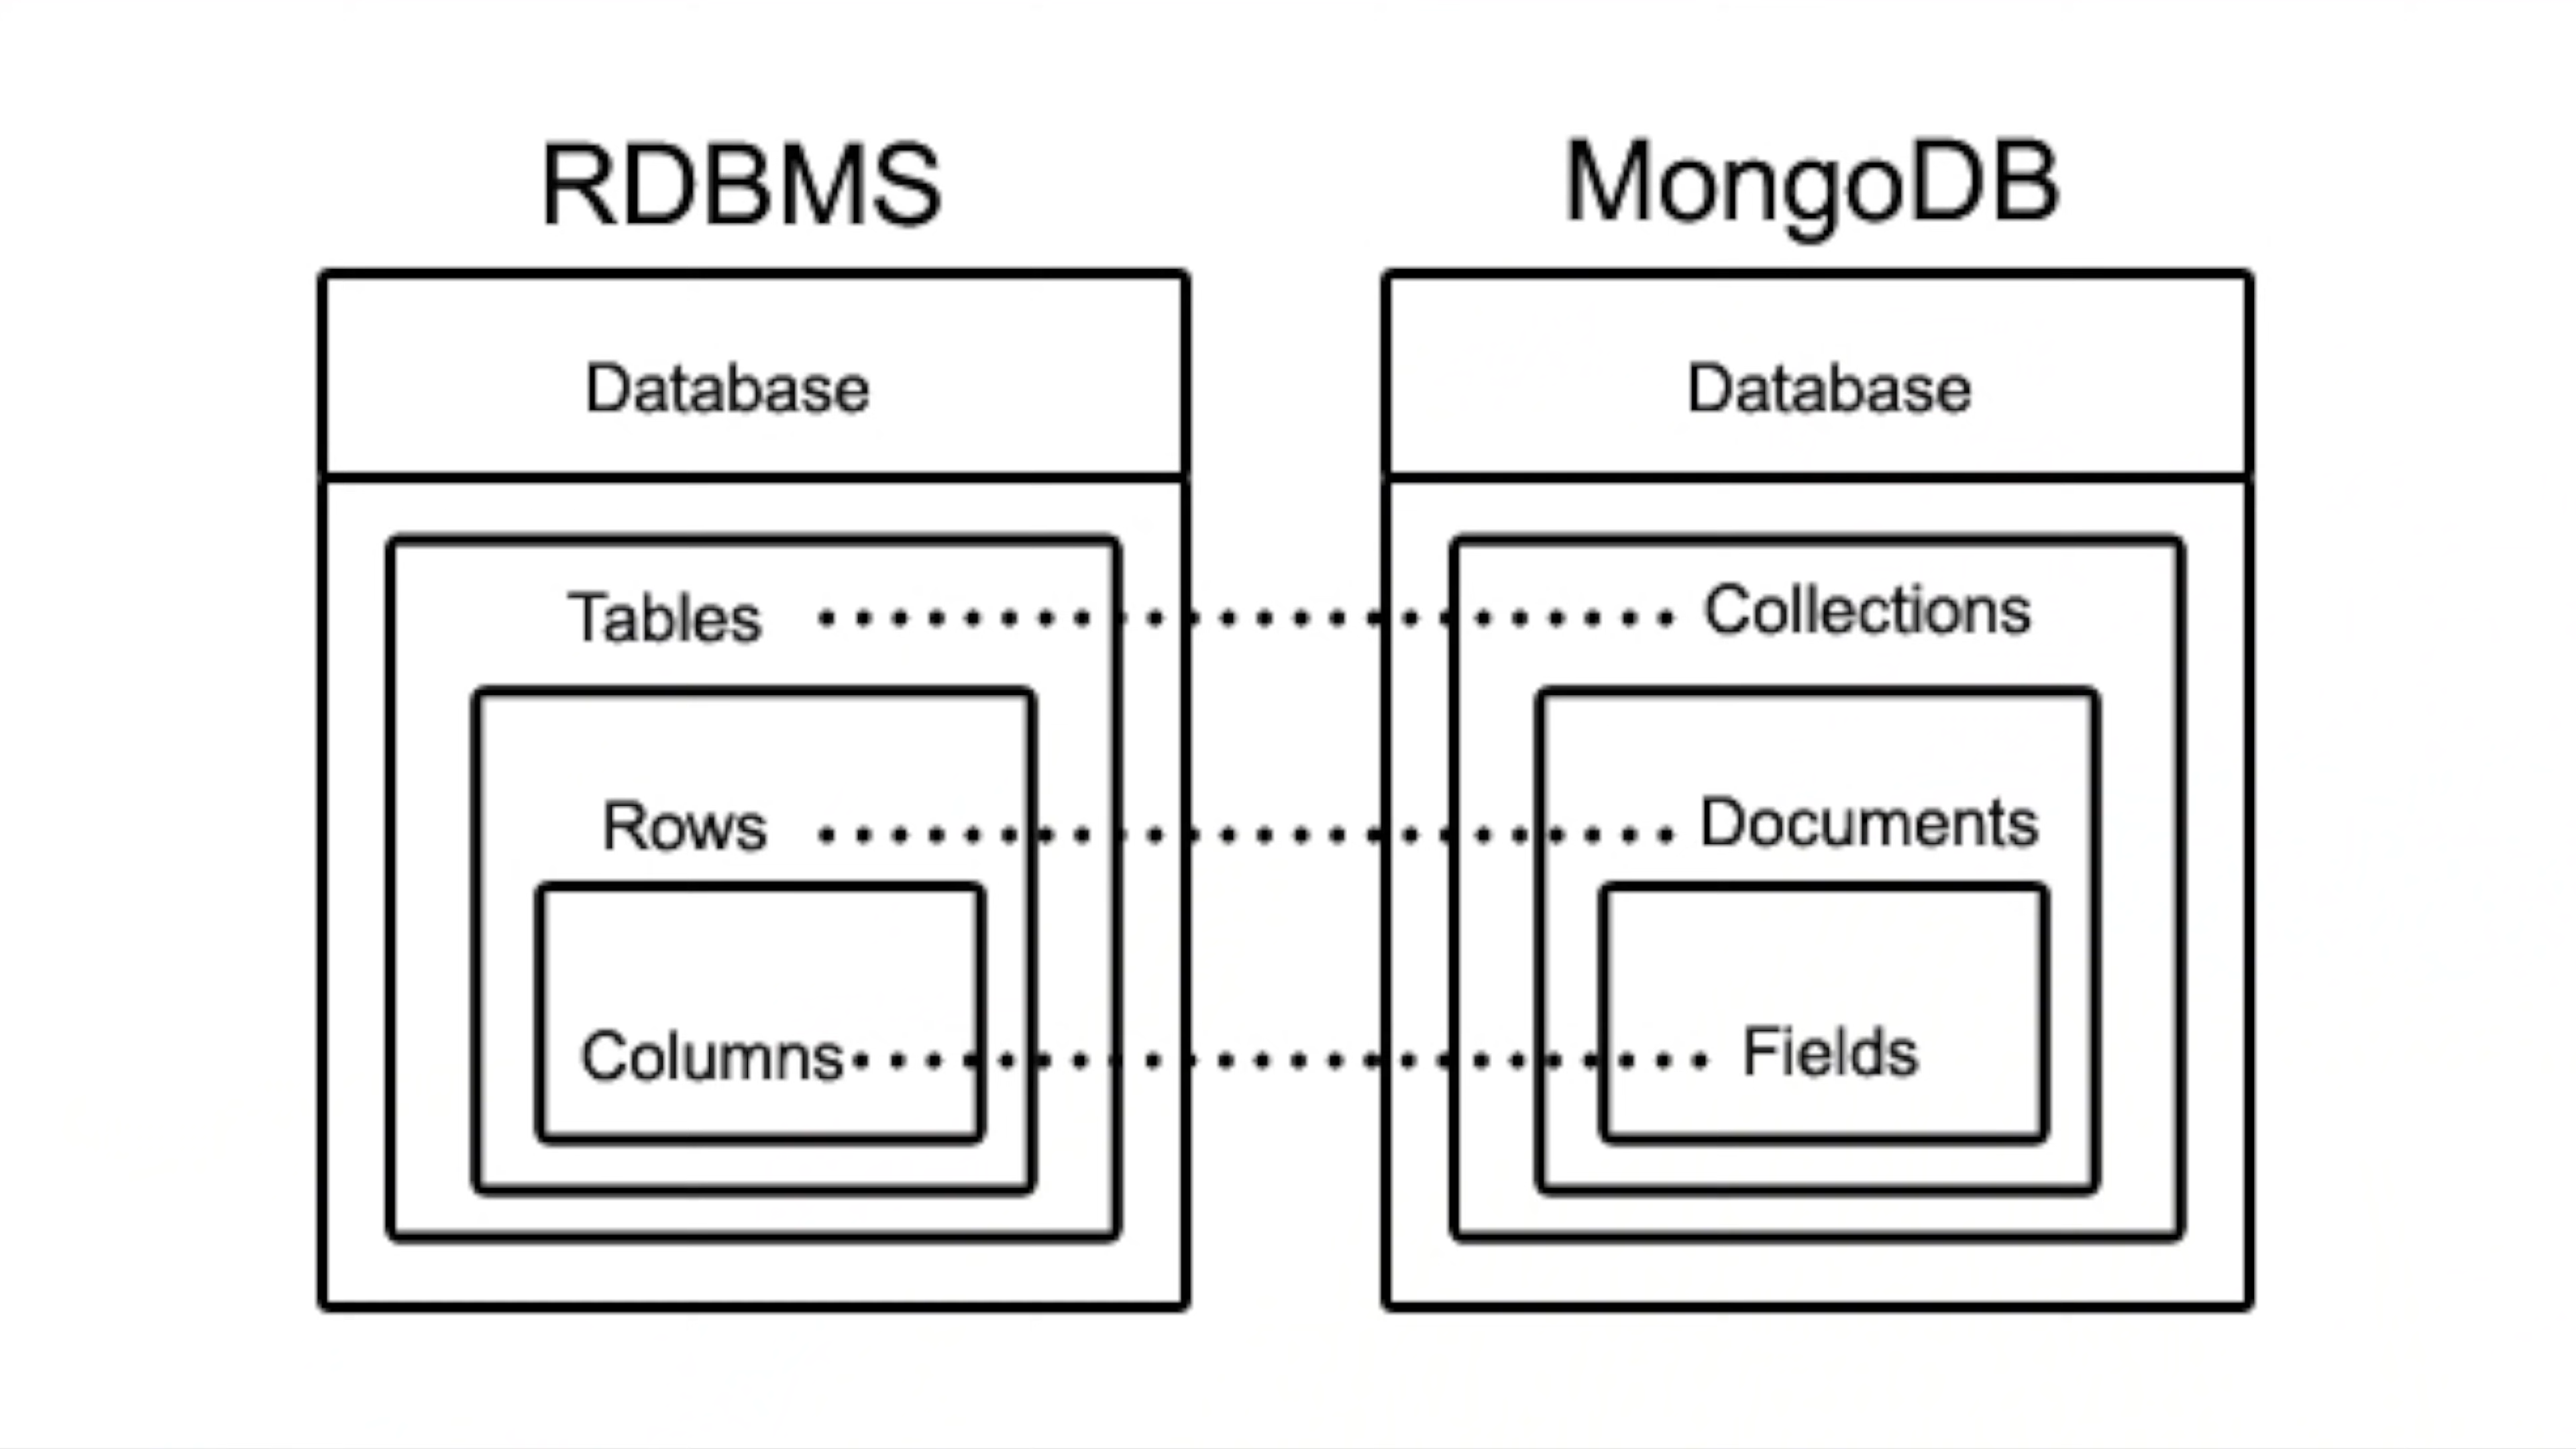 RDBMS
MongoDB
Database
Database
Tables
Collections
Rows
Documents
Columns
Fields